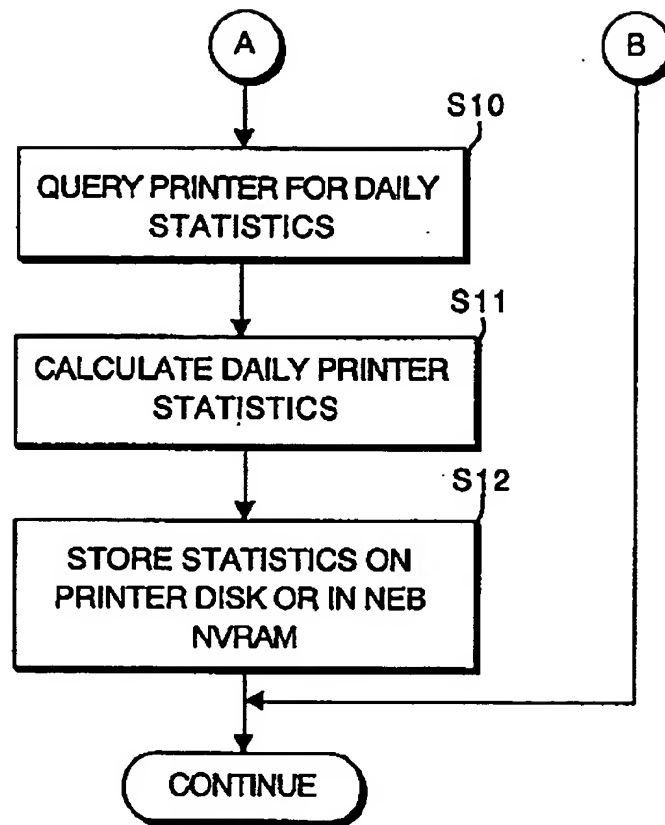 A
B
S10
QUERY PRINTER FOR DAILY
STATISTICS
S11
CALCULATE DAILY PRINTER
STATISTICS
S12
STORE STATISTICS ON
PRINTER DISK OR IN NEB
NVRAM
CONTINUE